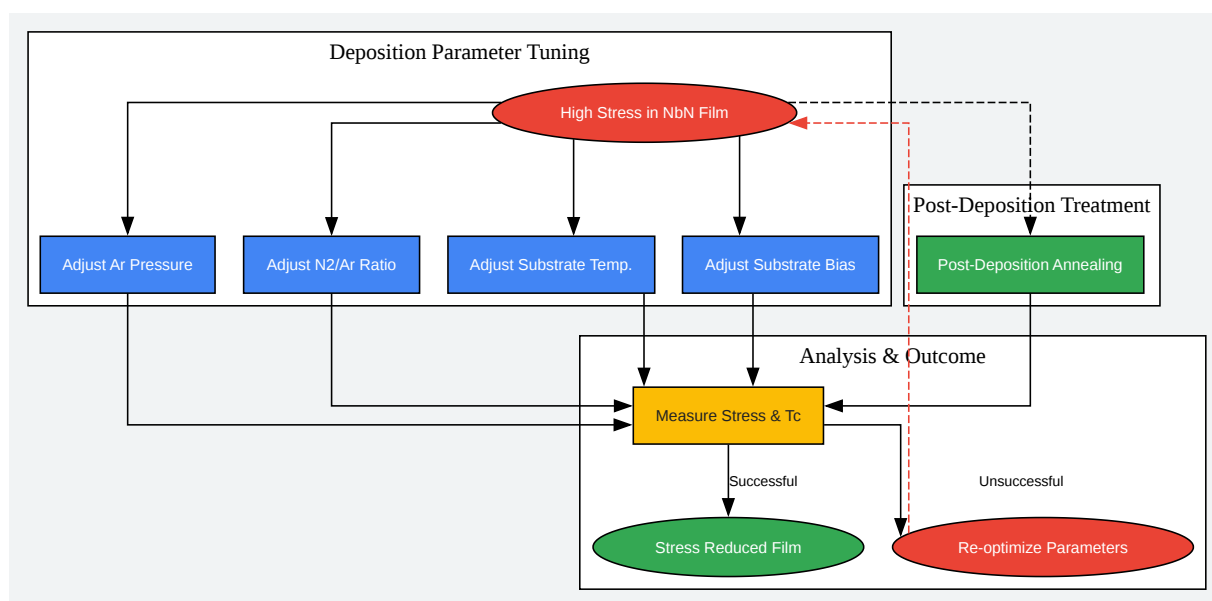 Deposition Parameter Tuning
High Stress in NbN Film
Post-Deposition Treatment
Adjust Ar Pressure
Adjust N2/Ar Ratio
Adjust Substrate Temp.
Adjust Substrate Bias
Post-Deposition Annealing
Analysis & Outcome
Measure Stress & Tc
Successful
Unsuccessful
Stress Reduced Film
Re-optimize Parameters